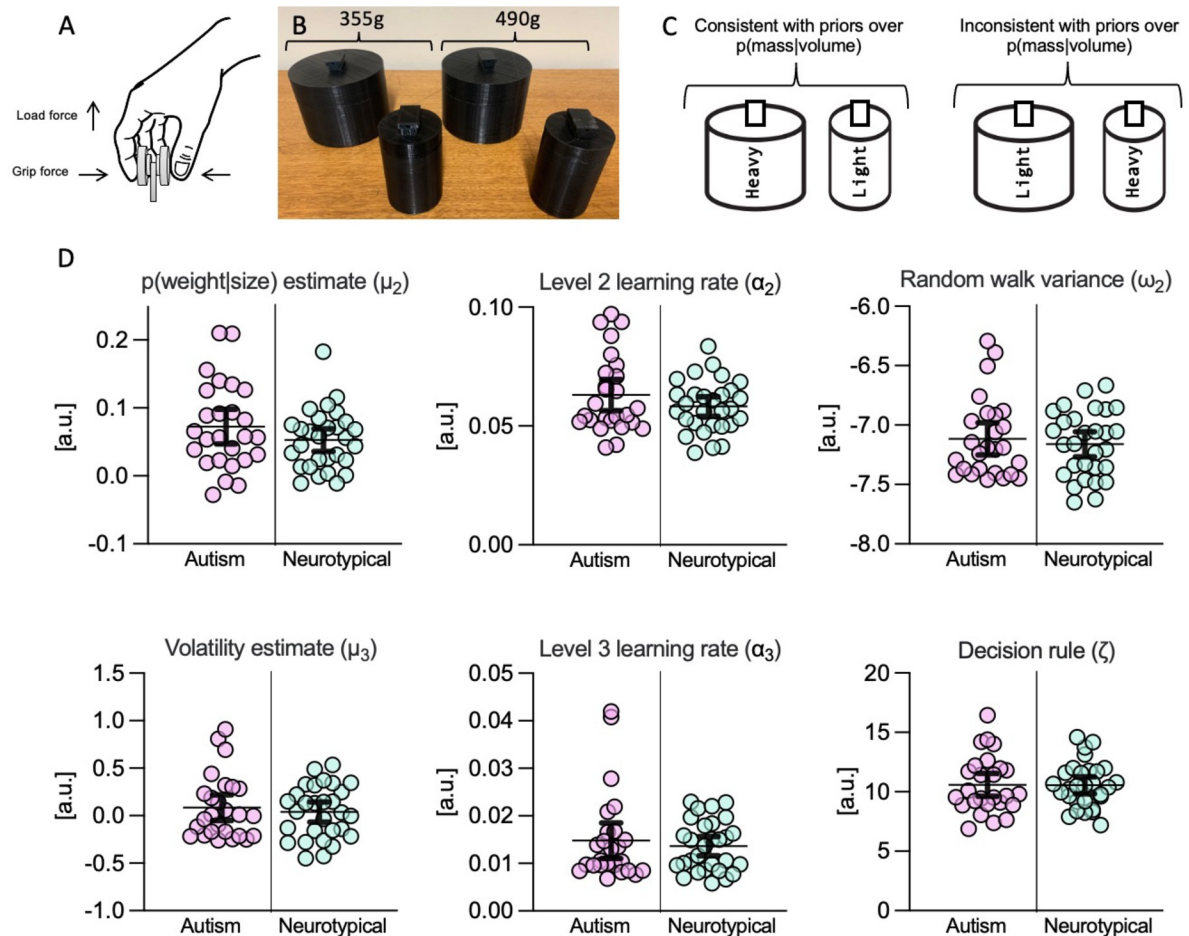 A
Load force
Grip force
B
355g
490g
C
Consistent with priors over
p(mass|volume)
Heavy
Light
Inconsistent with priors over
p(mass|volume)
Light
Heavy
D
p(weight|size) estimate (μ2)
[a.u.]
0.2
0.1
0.0
-0.1
Autism
Neurotypical
Level 2 learning rate (α2)
[a.u.]
0.10
0.05
0.00
Autism
Neurotypical
Random walk variance (ω2)
[a.u.]
-6.0
-6.5
-7.0
-7.5
-8.0
Autism
Neurotypical
Volatility estimate (μ3)
[a.u.]
1.5
1.0
0.5
0.0
-0.5
-1.0
Autism
Neurotypical
Level 3 learning rate (α3)
[a.u.]
0.05
0.04
0.03
0.02
0.01
0.00
Autism
Neurotypical
Decision rule (ζ)
[a.u.]
20
15
10
5
0
Autism
Neurotypical